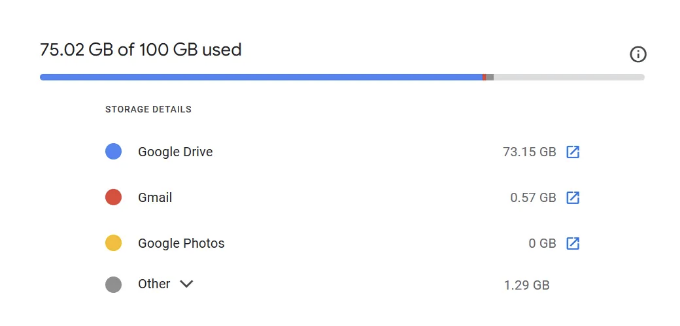 75.02 GB of 100 GB used
STORAGE DETAILS
Google Drive 73.15 GB
Gmail 0.57 GB
Google Photos 0 GB
Other 1.29 GB